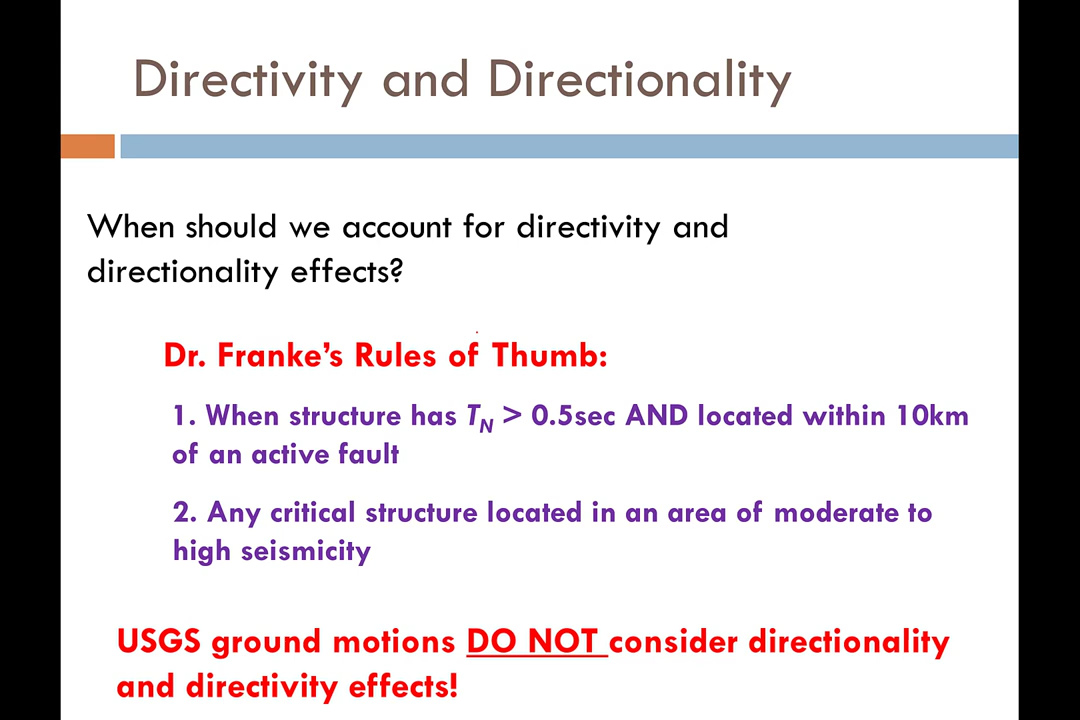 Directivity and Directionality
When should we account for directivity and
directionality effects?
Dr. Franke’s Rules of Thumb:
1. When structure has TN > 0.5sec AND located within 10km
of an active fault
2. Any critical structure located in an area of moderate to
high seismicity
USGS ground motions DO NOT consider directionality
and directivity effects!